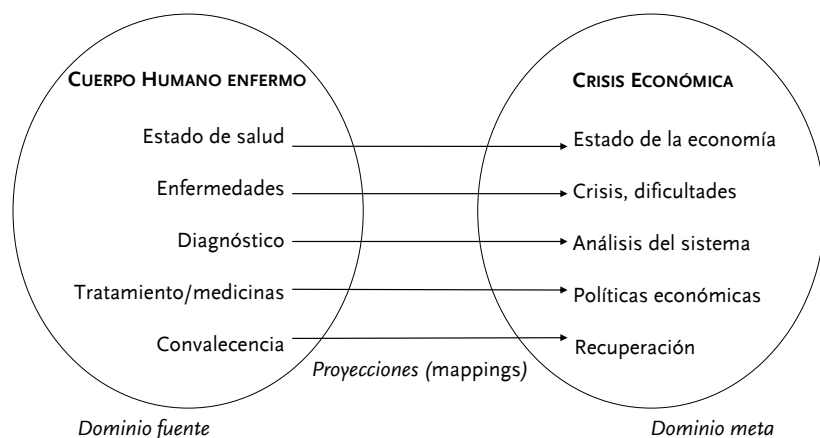 CUERPO HUMANO ENFERMO
CRISIS ECONÓMICA
Estado de salud
Estado de la economía
Enfermedades
Crisis, dificultades
Diagnóstico
Análisis del sistema
Tratamiento/medicinas
Políticas económicas
Convalecencia
Recuperación
Proyecciones (mappings)
Dominio fuente
Dominio meta